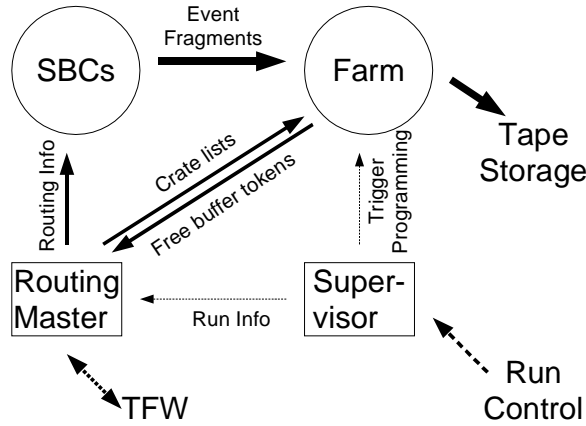 Event
Fragments
SBCs
Farm
Tape
Storage
Routing Info
Crate lists
Free buffer tokens
Trigger
Programming
Routing
Master
Run Info
Super-
visor
TFW
Run
Control